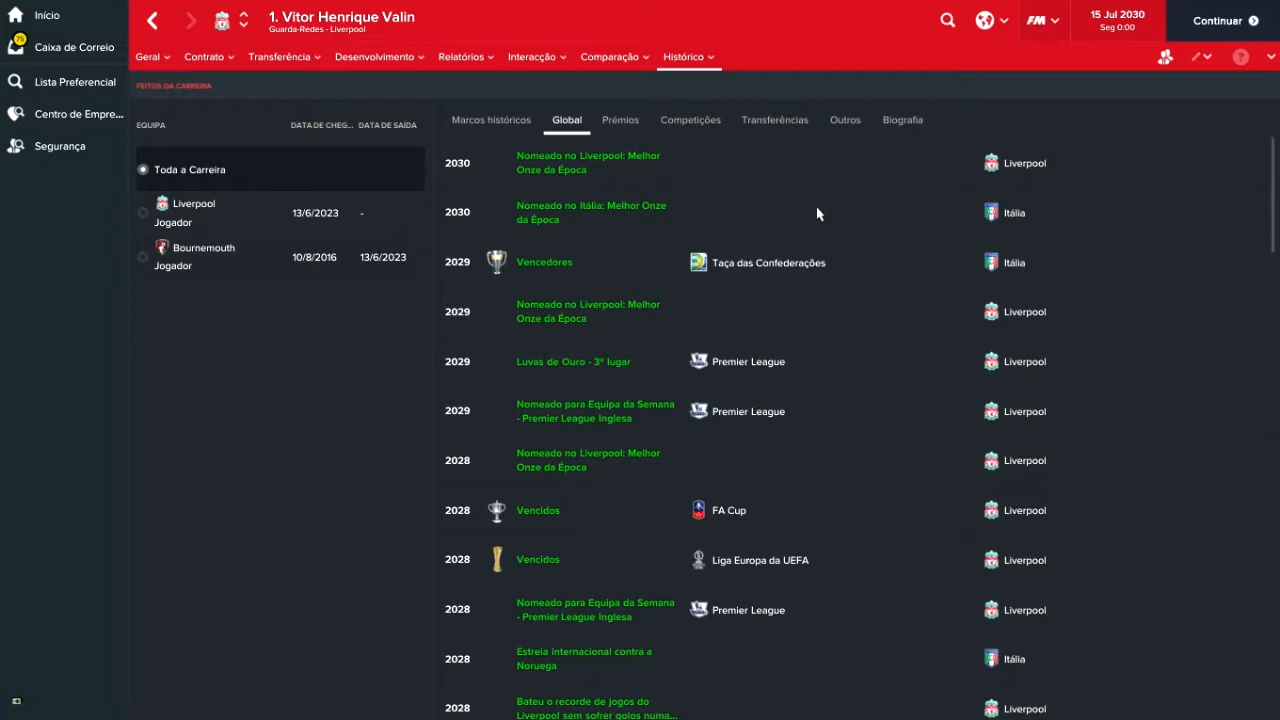 Início
75
Caixa de Correio
Lista Preferencial
Centro de Empre...
Segurança
1. Vitor Henrique Valin
Guarda-Redes - Liverpool
FM
15 Jul 2030
Seg 0:00
Continuar
Geral
Contrato
Transferência
Desenvolvimento
Relatórios
Interacção
Comparação
Histórico
?
FEITOS DA CARREIRA
EQUIPA
DATA DE CHEG...
DATA DE SAÍDA
Toda a Carreira
Liverpool
Jogador
13/6/2023
-
Bournemouth
Jogador
10/8/2016
13/6/2023
Marcos históricos
Global
Prémios
Competições
Transferências
Outros
Biografia
2030
Nomeado no Liverpool: Melhor
Onze da Época
Liverpool
2030
Nomeado no Itália: Melhor Onze
da Época
Itália
2029
Vencedores
Taça das Confederações
Itália
2029
Nomeado no Liverpool: Melhor
Onze da Época
Liverpool
2029
Luvas de Ouro - 3º lugar
Premier League
Liverpool
2029
Nomeado para Equipa da Semana
- Premier League Inglesa
Premier League
Liverpool
2028
Nomeado no Liverpool: Melhor
Onze da Época
Liverpool
2028
Vencidos
FA Cup
Liverpool
2028
Vencidos
Liga Europa da UEFA
Liverpool
2028
Nomeado para Equipa da Semana
- Premier League Inglesa
Premier League
Liverpool
2028
Estreia internacional contra a
Noruega
Itália
2028
Bateu o recorde de jogos do
Liverpool sem sofrer golos numa...
Liverpool